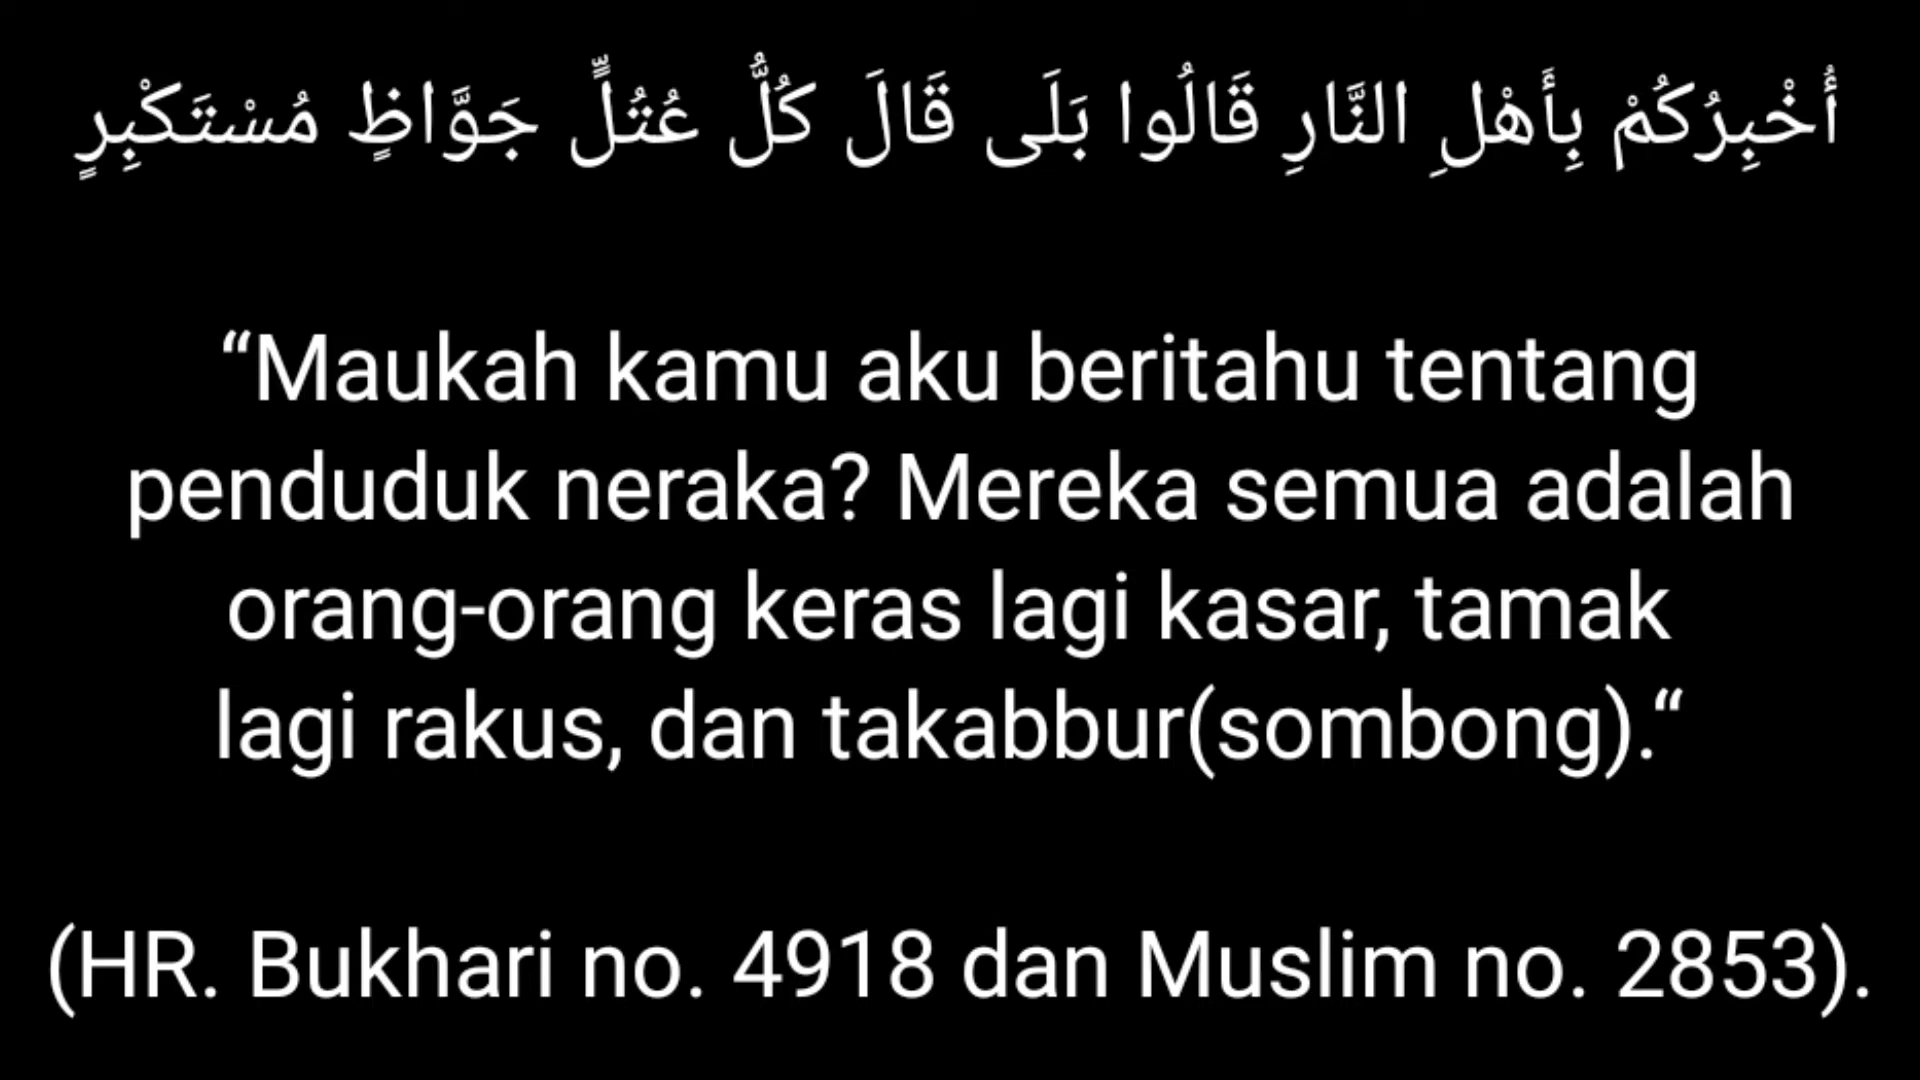 أُخْبِرُكُمْ بِأَهْلِ النَّارِ قَالُوا بَلَى قَالَ كُلُّ عُتُلٍّ جَوَّاظٍ مُسْتَكْبِرٍ
“Maukah kamu aku beritahu tentang
penduduk neraka? Mereka semua adalah
orang-orang keras lagi kasar, tamak
lagi rakus, dan takabbur(sombong).“
(HR. Bukhari no. 4918 dan Muslim no. 2853).